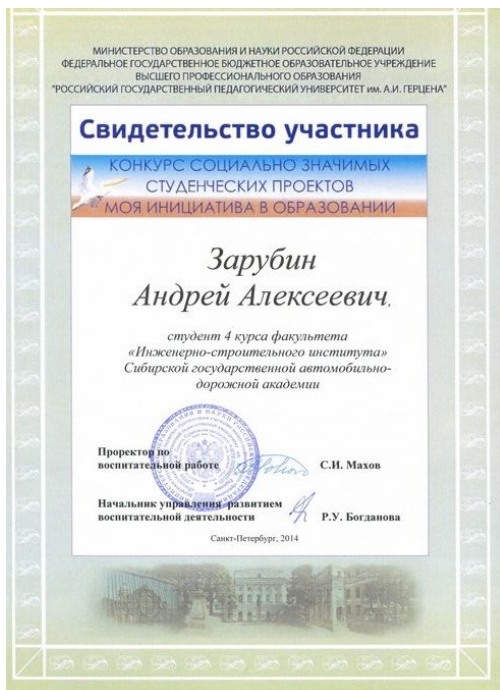 МИНИСТЕРСТВО ОБРАЗОВАНИЯ И НАУКИ РОССИЙСКОЙ ФЕДЕРАЦИИ
ФЕДЕРАЛЬНОЕ ГОСУДАРСТВЕННОЕ БЮДЖЕТНОЕ ОБРАЗОВАТЕЛЬНОЕ УЧРЕЖДЕНИЕ
ВЫСШЕГО ПРОФЕССИОНАЛЬНОГО ОБРАЗОВАНИЯ
"РОССИЙСКИЙ ГОСУДАРСТВЕННЫЙ ПЕДАГОГИЧЕСКИЙ УНИВЕРСИТЕТ им. А.И. ГЕРЦЕНА"
Свидетельство участника
КОНКУРС СОЦИАЛЬНО ЗНАЧИМЫХ
СТУДЕНЧЕСКИХ ПРОЕКТОВ
МОЯ ИНИЦИАТИВА В ОБРАЗОВАНИИ
Зарубин
Андрей Алексеевич,
студент 4 курса факультета
«Инженерно-строительного института»
Сибирской государственной автомобильно-
дорожной академии
Проректор по
воспитательной работе С.И. Махов
Начальник управления развитием
воспитательной деятельности Р.У. Богданова
Санкт-Петербург, 2014